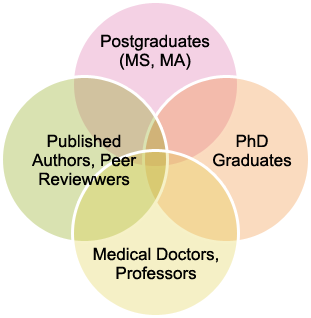 Postgraduates
(MS, MA)
Published
Authors, Peer
Reviewwers
PhD
Graduates
Medical Doctors,
Professors